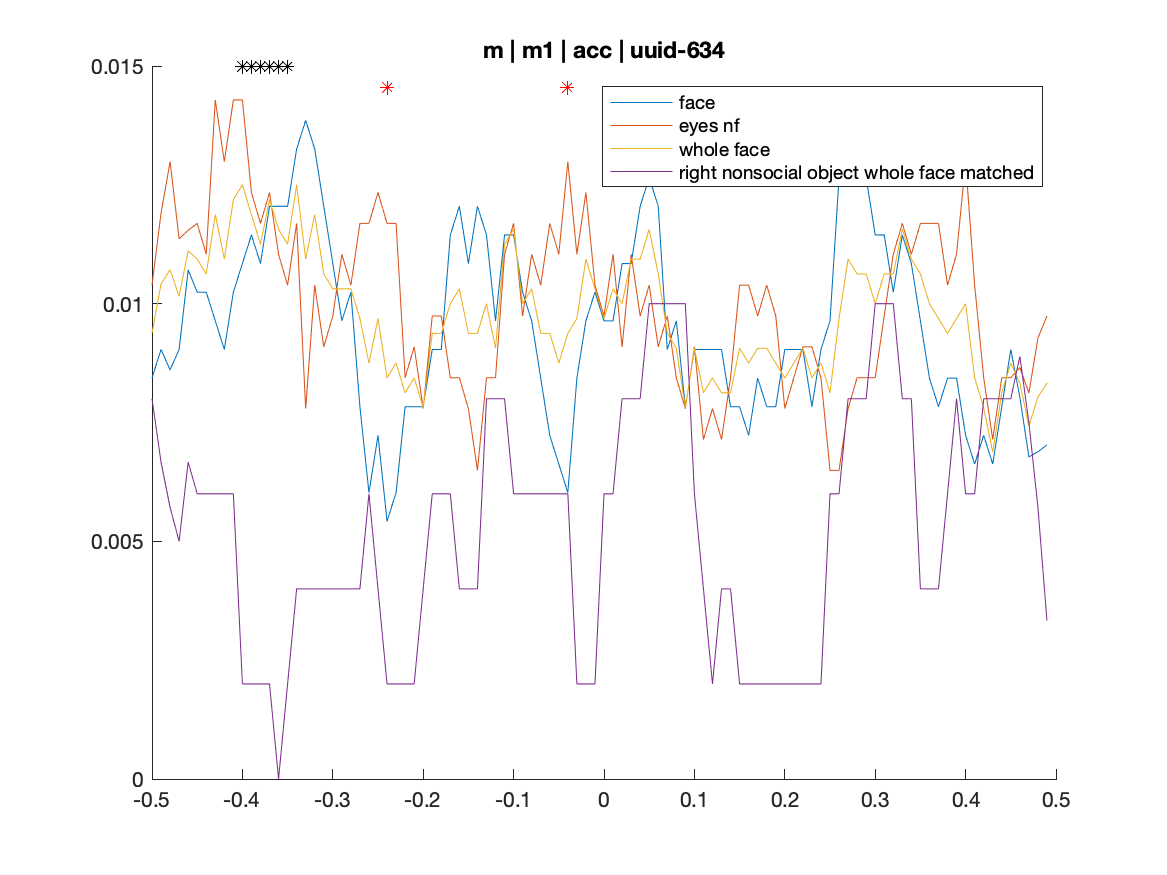 m | m1 | acc | uuid-634
0.015
face
eyes nf
whole face
right nonsocial object whole face matched
0.01
0.005
0
-0.5 -0.4 -0.3 -0.2 -0.1 0 0.1 0.2 0.3 0.4 0.5